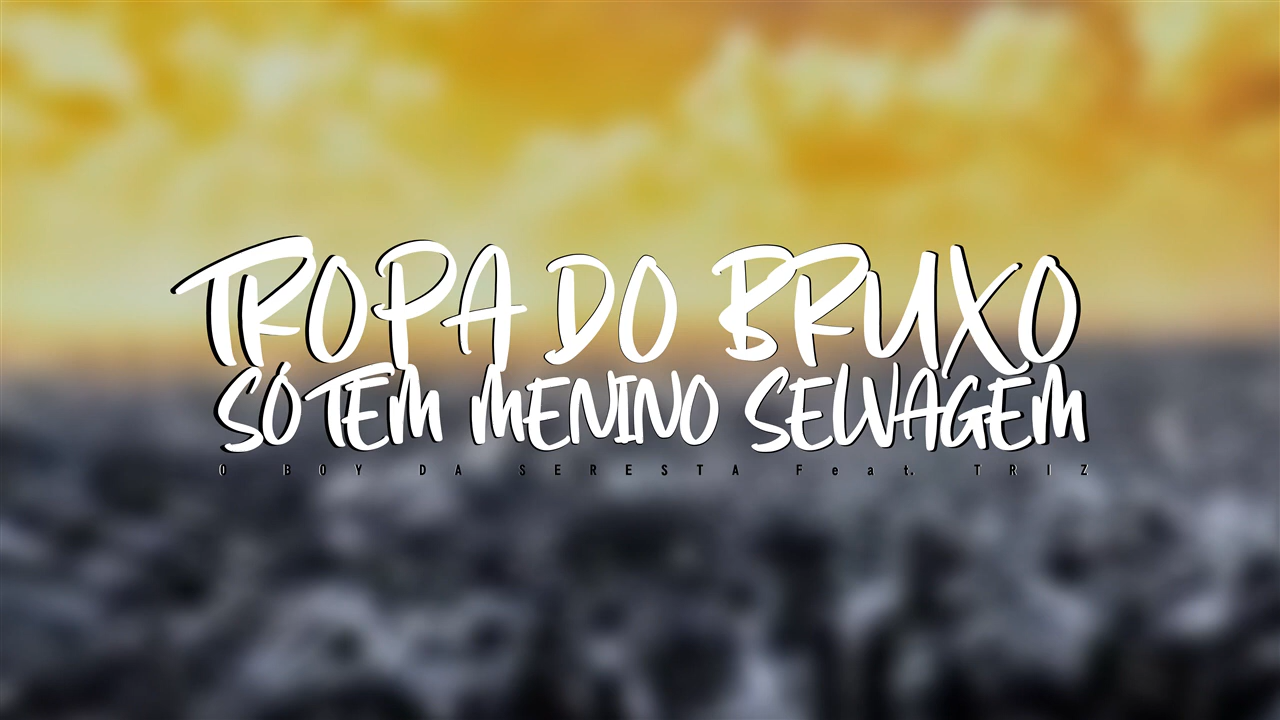 TROPA DO BRUXO
SÓ TEM MENINO SELVAGEM
O BOY DA SERESTA Feat. TRIZ